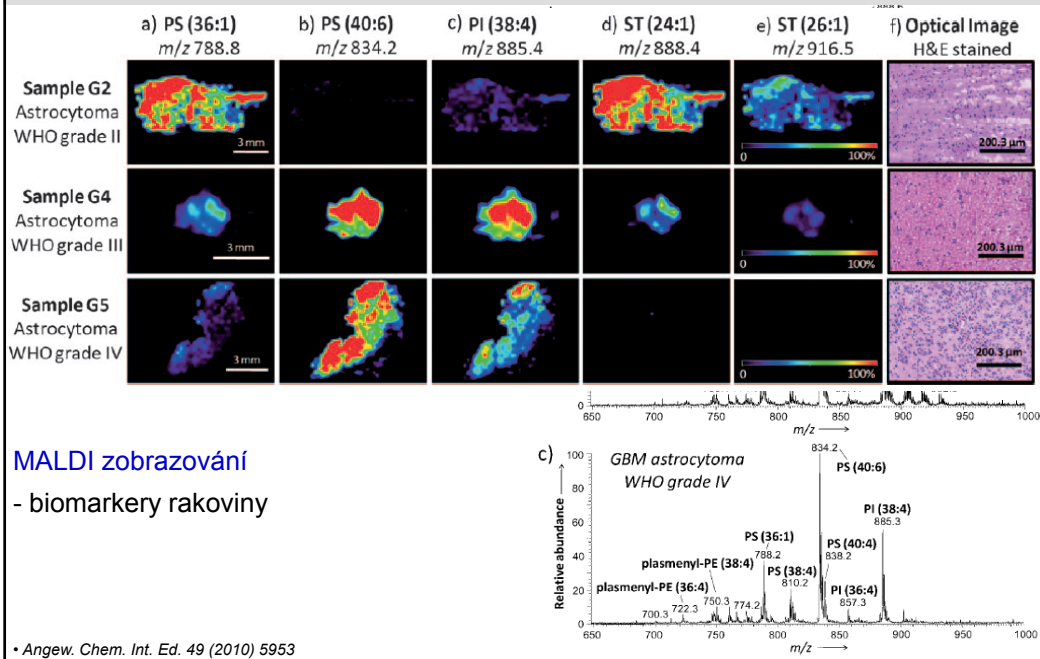 a) PS (36:1) b) PS (40:6) c) PI (38:4) d) ST (24:1) e) ST (26:1) f) Optical Image
m/z 788.8 m/z 834.2 m/z 885.4 m/z 888.4 m/z 916.5 H&E stained
Sample G2
Astrocytoma
WHO grade II
3 mm
0 100%
200.3 µm
Sample G4
Astrocytoma
WHO grade III
3 mm
0 100%
200.3 µm
Sample G5
Astrocytoma
WHO grade IV
3 mm
0 100%
200.3 µm
0
650 700 750 800 850 900 950 1000
m/z
MALDI zobrazování
- biomarkery rakoviny
c)
GBM astrocytoma
WHO grade IV
Relative abundance
100
80
60
40
20
0
834.2
PS (40:6)
PI (38:4)
885.3
PS (36:1)
788.2
PS (40:4)
838.2
plasmenyl-PE (38:4)
750.3
PS (38:4)
810.2
plasmenyl-PE (36:4)
722.3
700.3
774.2
PI (36:4)
857.3
650 700 750 800 850 900 950 1000
m/z
• Angew. Chem. Int. Ed. 49 (2010) 5953